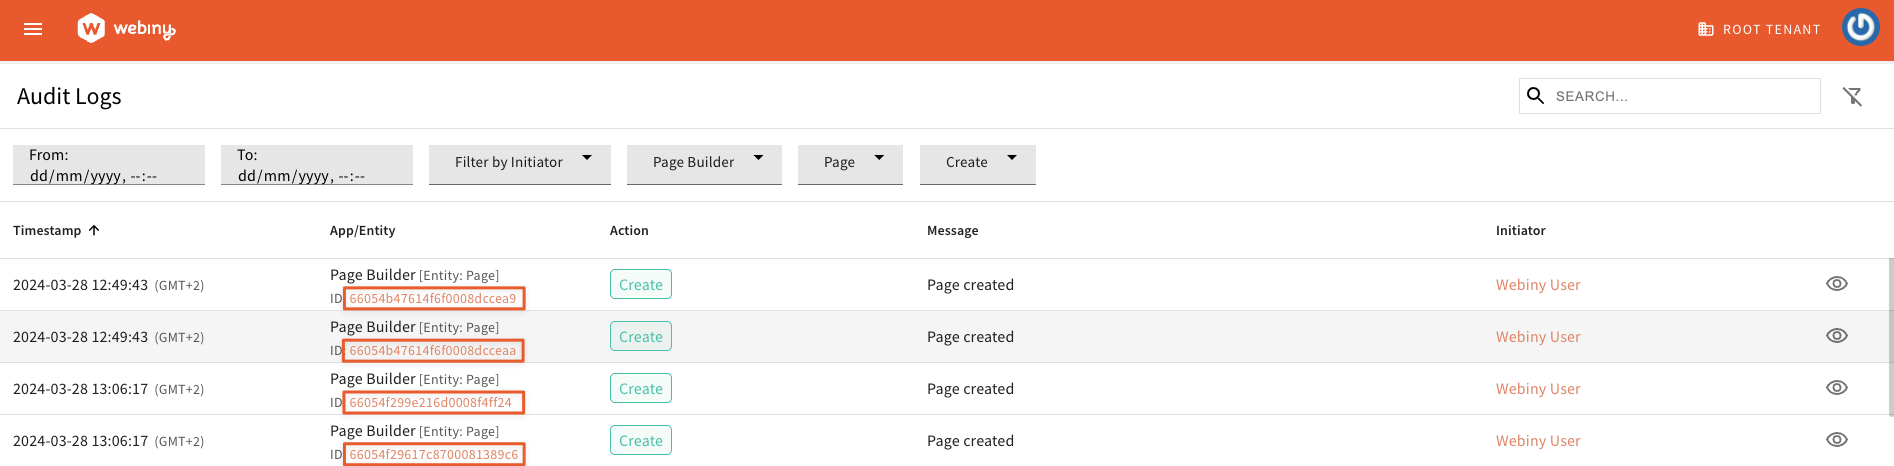 webiny
ROOT TENANT
Audit Logs
SEARCH...
From:
dd/mm/yyyy, --:--
To:
dd/mm/yyyy, --:--
Filter by Initiator
Page Builder
Page
Create
Timestamp App/Entity Action Message Initiator
2024-03-28 12:49:43 (GMT+2)
Page Builder [Entity: Page]
ID: 66054b47614f6f0008dccea9
Create
Page created
Webiny User
2024-03-28 12:49:43 (GMT+2)
Page Builder [Entity: Page]
ID: 66054b47614f6f0008dcceaa
Create
Page created
Webiny User
2024-03-28 13:06:17 (GMT+2)
Page Builder [Entity: Page]
ID: 66054f299e216d0008f4ff24
Create
Page created
Webiny User
2024-03-28 13:06:17 (GMT+2)
Page Builder [Entity: Page]
ID: 66054f29617c8700081389c6
Create
Page created
Webiny User